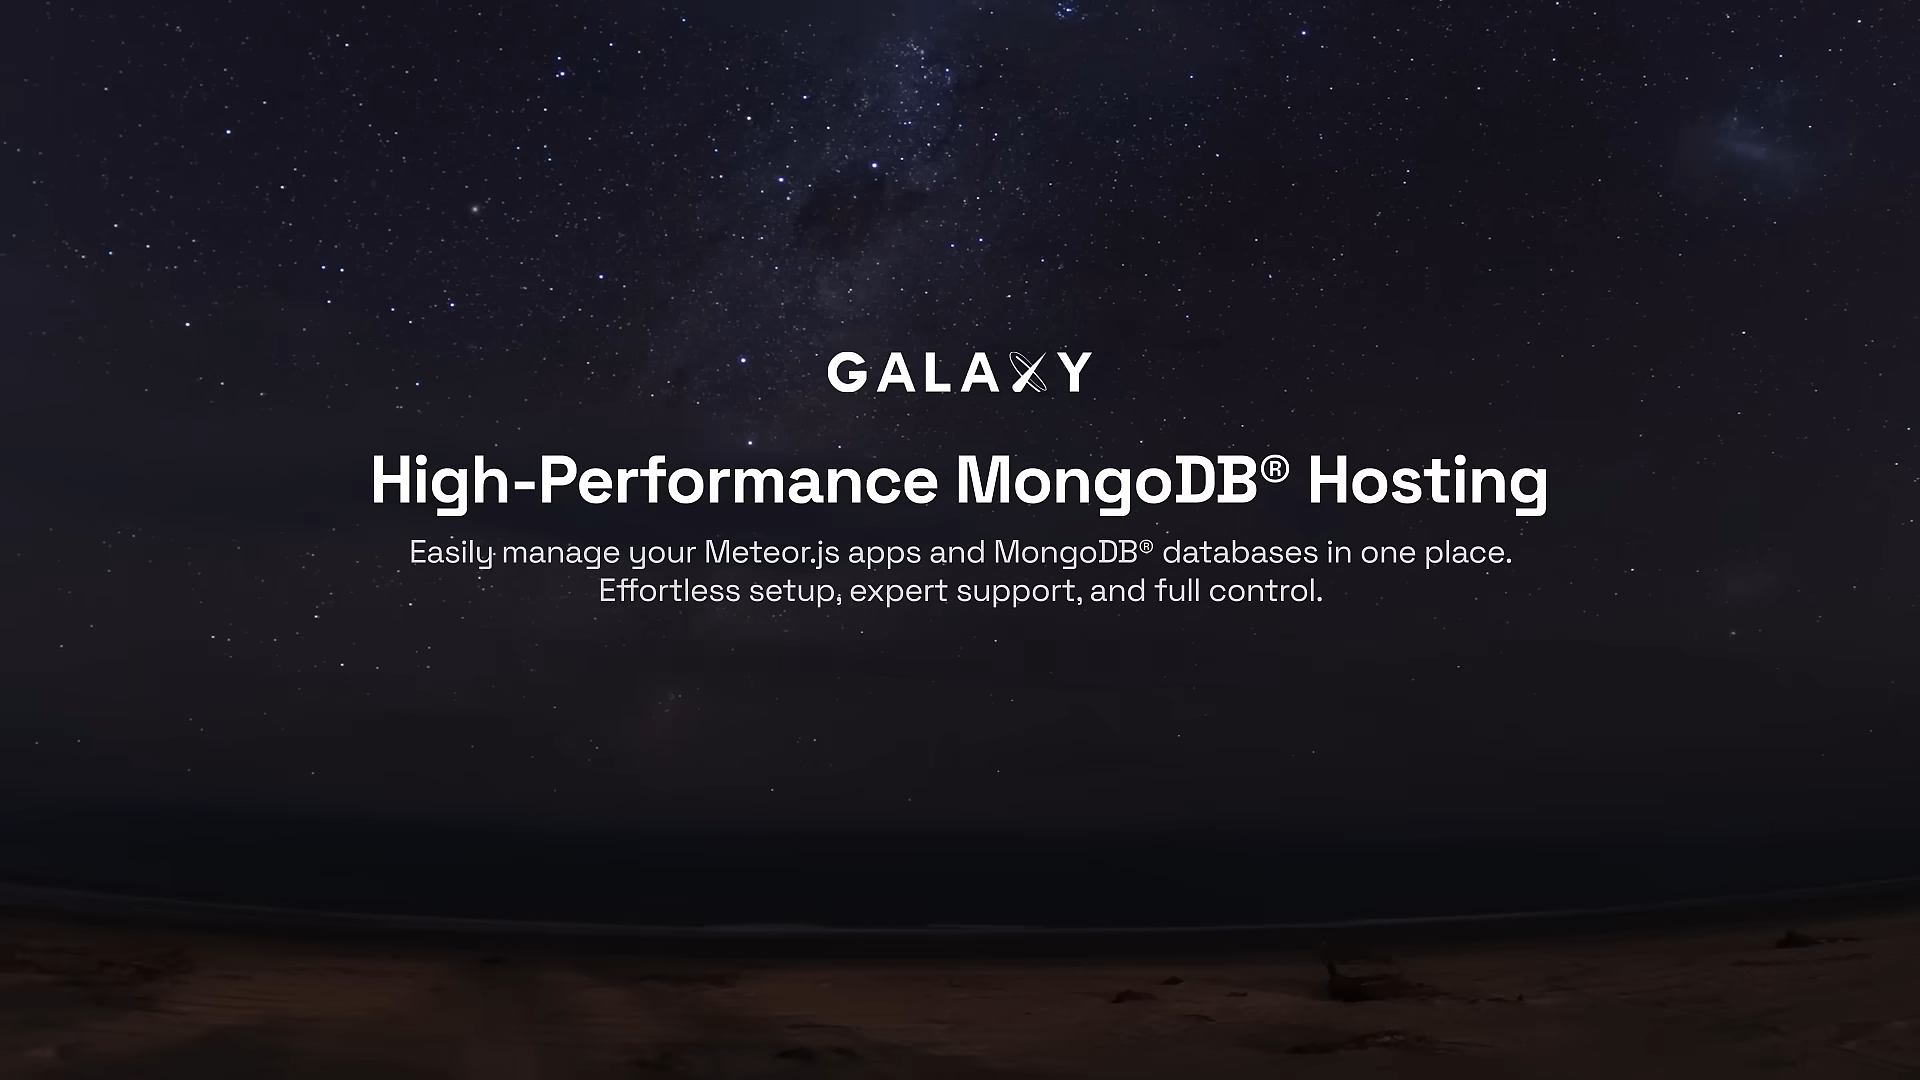 GALAXY
High-Performance MongoDB® Hosting
Easily manage your Meteor.js apps and MongoDB® databases in one place.
Effortless setup, expert support, and full control.